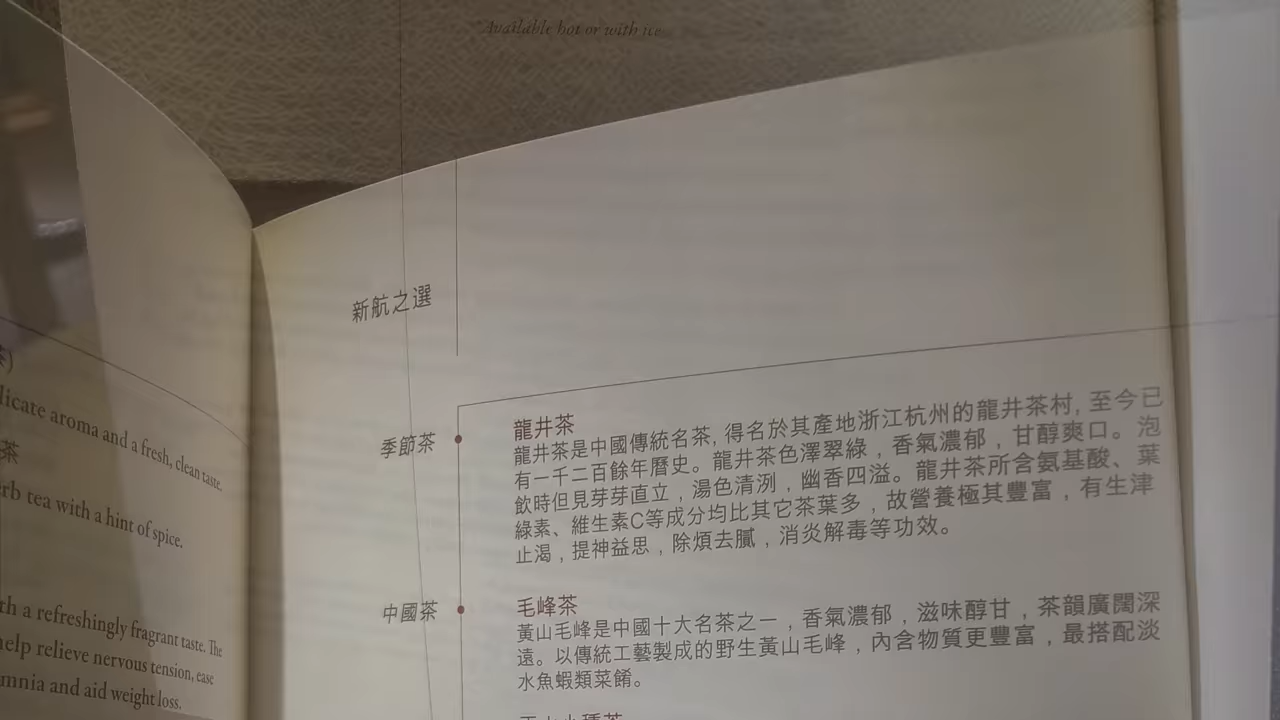 Available hot or with ice
licate aroma and a fresh, clean taste.
茶
rb tea with a hint of spice.
th a refreshingly fragrant taste. The
help relieve nervous tension, ease
mnia and aid weight loss.
新航之選
季節茶
龍井茶
龍井茶是中國傳統名茶, 得名於其產地浙江杭州的龍井茶村, 至今已
有一千二百餘年曆史。龍井茶色澤翠綠，香氣濃郁，甘醇爽口。泡
飲時但見芽芽直立，湯色清洌，幽香四溢。龍井茶所含氨基酸、葉
綠素、維生素C等成分均比其它茶葉多，故營養極其豐富，有生津
止渴，提神益思，除煩去膩，消炎解毒等功效。
中國茶
毛峰茶
黃山毛峰是中國十大名茶之一，香氣濃郁，滋味醇甘，茶韻廣闊深
遠。以傳統工藝製成的野生黃山毛峰，內含物質更豐富，最搭配淡
水魚蝦類菜餚。